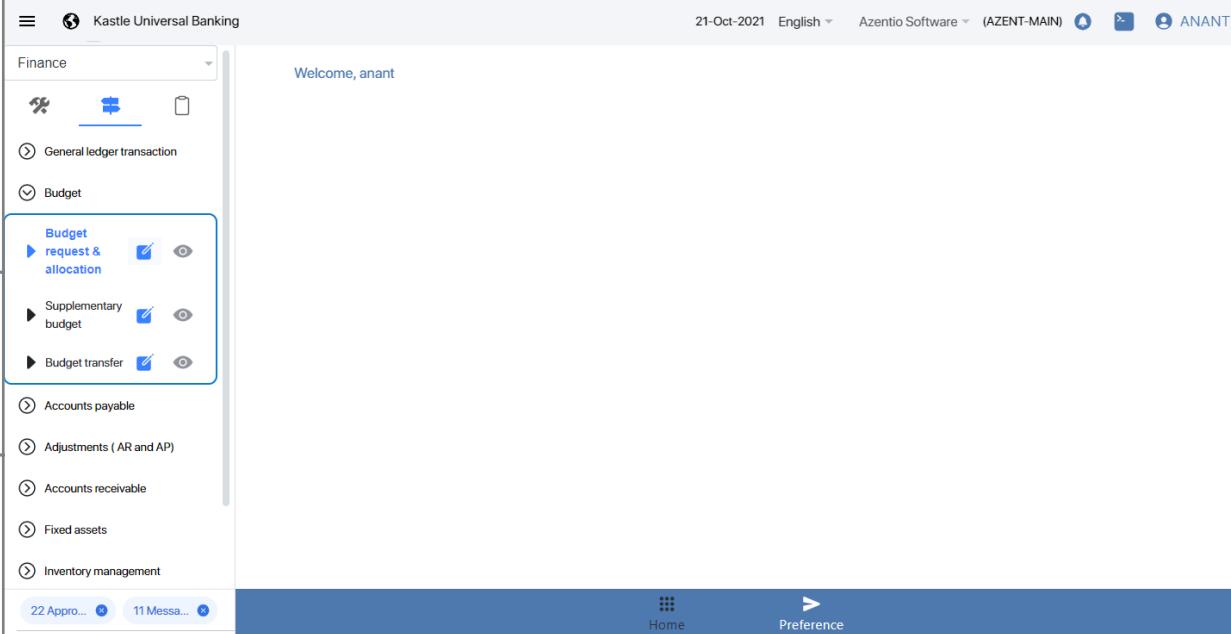 Kastle Universal Banking
21-Oct-2021 English Azentio Software (AZENT-MAIN) ANANT
Finance
Welcome, anant
General ledger transaction
Budget
Budget
request &
allocation
Supplementary
budget
Budget transfer
Accounts payable
Adjustments ( AR and AP)
Accounts receivable
Fixed assets
Inventory management
22 Appro... 11 Messa...
Home Preference